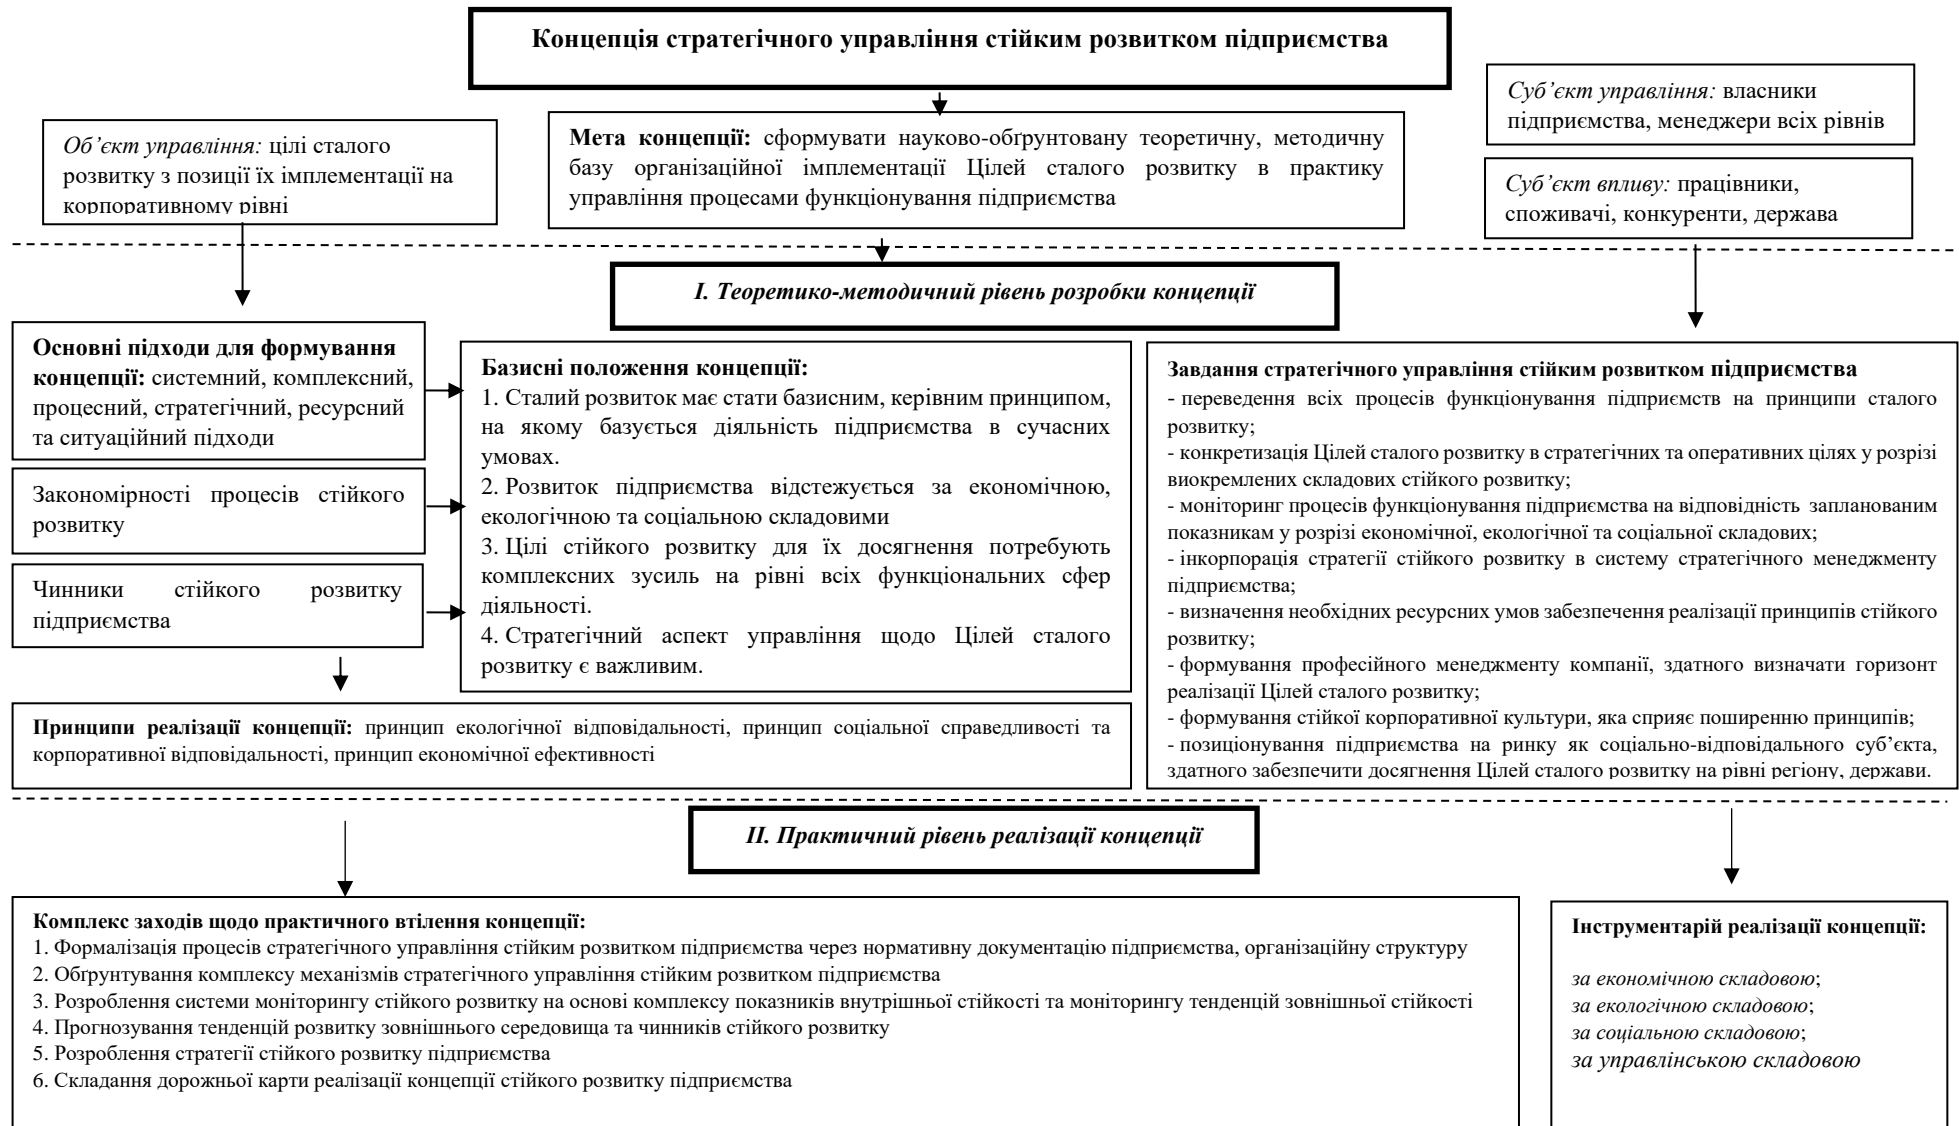 Концепція стратегічного управління стійким розвитком підприємства
Об’єкт управління: цілі сталого
розвитку з позиції їх імплементації на
корпоративному рівні
Мета концепції: сформувати науково-обґрунтовану теоретичну, методичну
базу організаційної імплементації Цілей сталого розвитку в практику
управління процесами функціонування підприємства
Суб’єкт управління: власники
підприємства, менеджери всіх рівнів
Суб’єкт впливу: працівники,
споживачі, конкуренти, держава
І. Теоретико-методичний рівень розробки концепції
Основні підходи для формування
концепції: системний, комплексний,
процесний, стратегічний, ресурсний
та ситуаційний підходи
Закономірності процесів стійкого
розвитку
Чинники стійкого розвитку
підприємства
Базисні положення концепції:
1. Сталий розвиток має стати базисним, керівним принципом,
на якому базується діяльність підприємства в сучасних
умовах.
2. Розвиток підприємства відстежується за економічною,
екологічною та соціальною складовими
3. Цілі стійкого розвитку для їх досягнення потребують
комплексних зусиль на рівні всіх функціональних сфер
діяльності.
4. Стратегічний аспект управління щодо Цілей сталого
розвитку є важливим.
Завдання стратегічного управління стійким розвитком підприємства
- переведення всіх процесів функціонування підприємств на принципи сталого
розвитку;
- конкретизація Цілей сталого розвитку в стратегічних та оперативних цілях у розрізі
виокремлених складових стійкого розвитку;
- моніторинг процесів функціонування підприємства на відповідність запланованим
показникам у розрізі економічної, екологічної та соціальної складових;
- інкорпорація стратегії стійкого розвитку в систему стратегічного менеджменту
підприємства;
- визначення необхідних ресурсних умов забезпечення реалізації принципів стійкого
розвитку;
- формування професійного менеджменту компанії, здатного визначати горизонт
реалізації Цілей сталого розвитку;
- формування стійкої корпоративної культури, яка сприяє поширенню принципів;
- позиціонування підприємства на ринку як соціально-відповідального суб’єкта,
здатного забезпечити досягнення Цілей сталого розвитку на рівні регіону, держави.
Принципи реалізації концепції: принцип екологічної відповідальності, принцип соціальної справедливості та
корпоративної відповідальності, принцип економічної ефективності
ІІ. Практичний рівень реалізації концепції
Комплекс заходів щодо практичного втілення концепції:
1. Формалізація процесів стратегічного управління стійким розвитком підприємства через нормативну документацію підприємства, організаційну структуру
2. Обґрунтування комплексу механізмів стратегічного управління стійким розвитком підприємства
3. Розроблення системи моніторингу стійкого розвитку на основі комплексу показників внутрішньої стійкості та моніторингу тенденцій зовнішньої стійкості
4. Прогнозування тенденцій розвитку зовнішнього середовища та чинників стійкого розвитку
5. Розроблення стратегії стійкого розвитку підприємства
6. Складання дорожньої карти реалізації концепції стійкого розвитку підприємства
Інструментарій реалізації концепції:
за економічною складовою;
за екологічною складовою;
за соціальною складовою;
за управлінською складовою